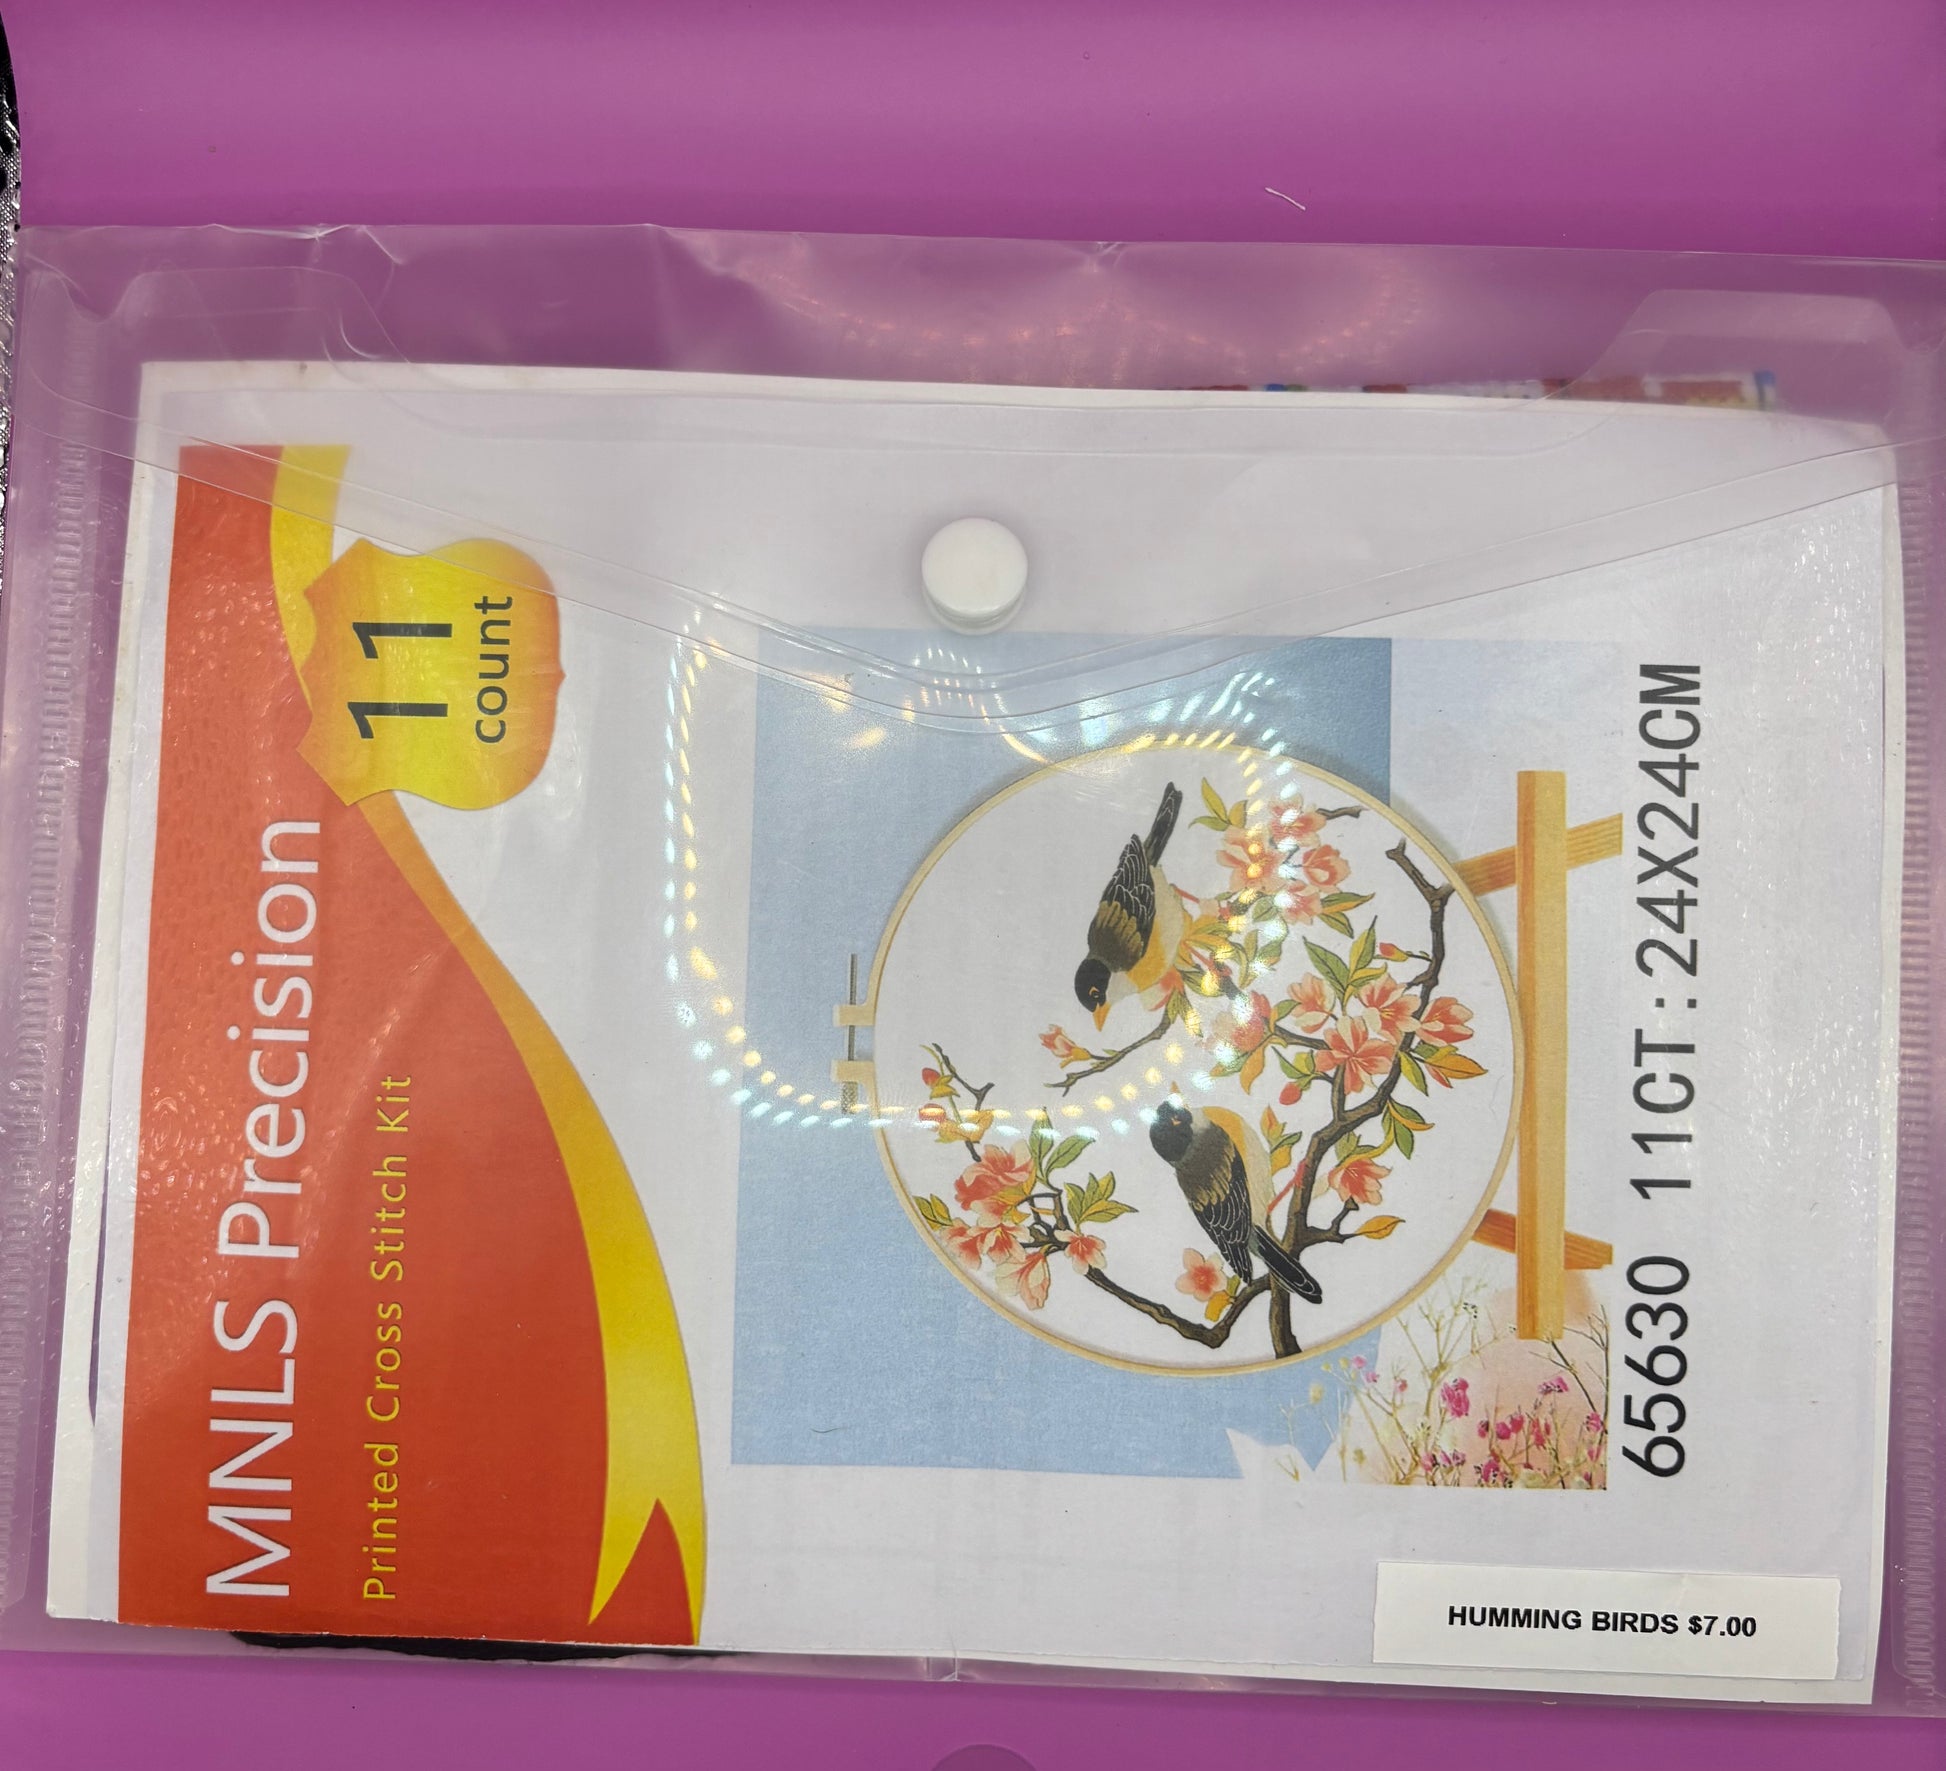 MNLS Precision
Printed Cross Stitch Kit
11
count
65630 11CT:24X24CM
HUMMING BIRDS $7.00